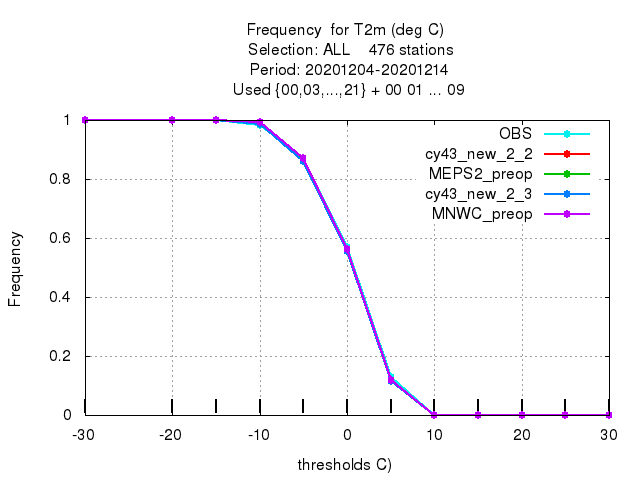 Frequency  for T2m (deg C)
Selection: ALL    476 stations
Period: 20201204-20201214
Used {00,03,...,21} + 00 01 ... 09
1
0.8
0.6
0.4
0.2
0
Frequency
OBS
cy43_new_2_2
MEPS2_preop
cy43_new_2_3
MNWC_preop
-30 -20 -10 0 10 20 30
thresholds C)